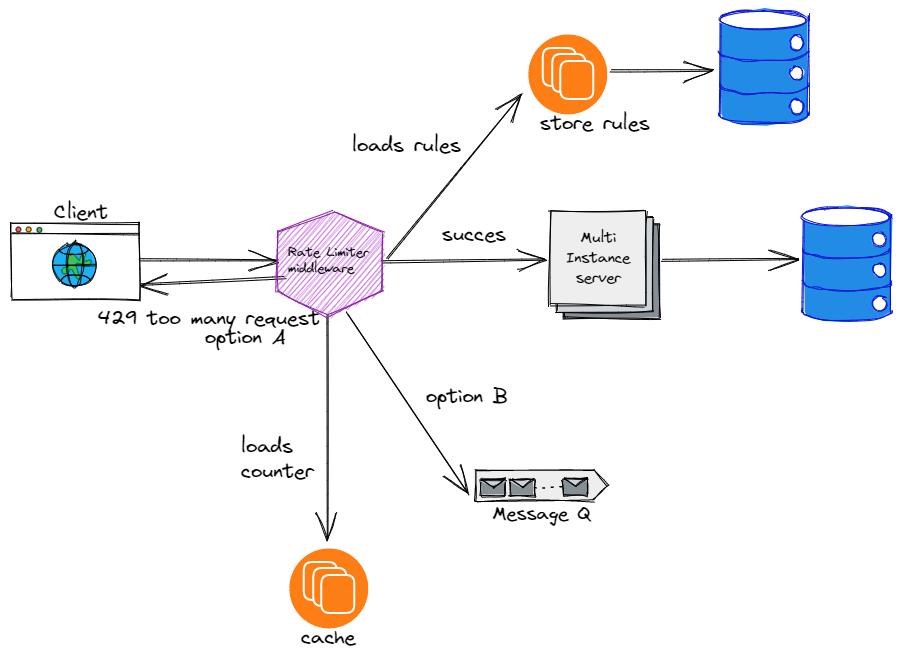 store rules
loads rules
Client
succes
Multi
Instance
server
Rate Limiter
middleware
429 too many request
option A
option B
loads
counter
Message Q
cache